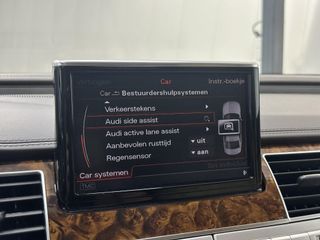 Car
Instr.-boekje
Car Bestuurdershulpsystemen
Verkeerstekens
Audi side assist
Audi active lane assist
Aanbevolen rusttijd uit
Regensensor aan
Car systemen
TMC